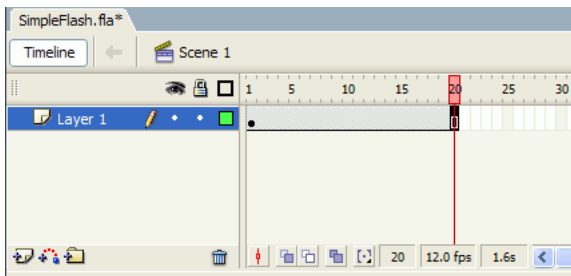 SimpleFlash.fla*
Timeline Scene 1
1 5 10 15 20 25 30
Layer 1
20 12.0 fps 1.6s